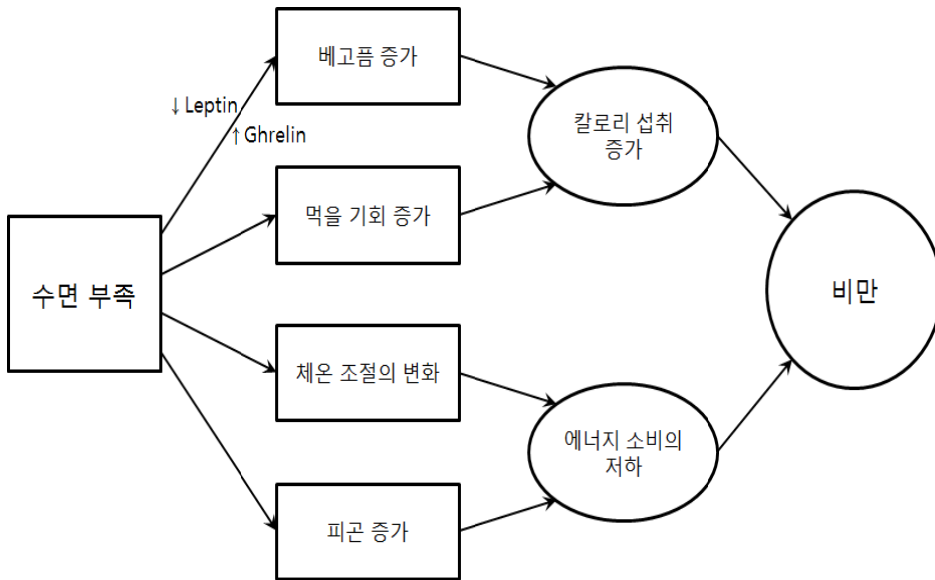 베고픔 증가
↓ Leptin
↑ Ghrelin
칼로리 섭취
증가
먹을 기회 증가
수면 부족
비만
체온 조절의 변화
에너지 소비의
저하
피곤 증가